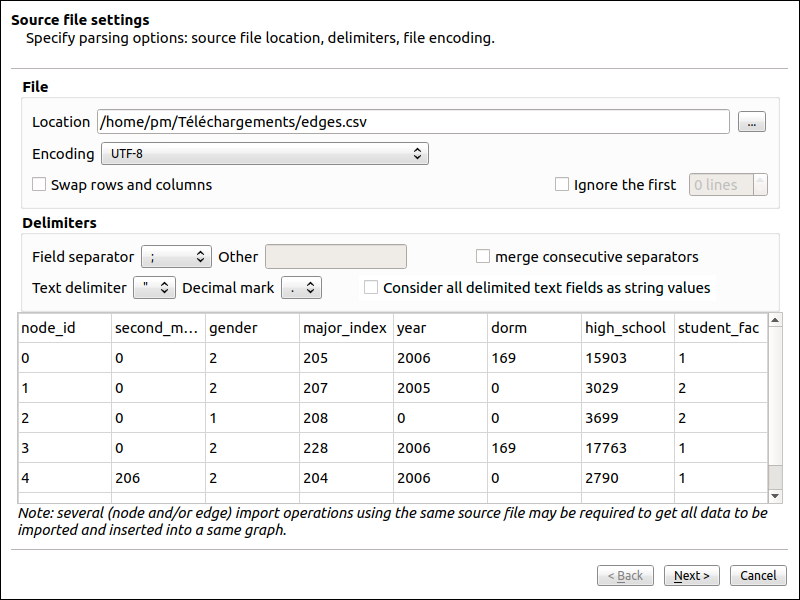 Source file settings
Specify parsing options: source file location, delimiters, file encoding.
File
Location /home/pm/Téléchargements/edges.csv ...
Encoding UTF-8
Swap rows and columns Ignore the first 0 lines
Delimiters
Field separator ; Other merge consecutive separators
Text delimiter " Decimal mark . Consider all delimited text fields as string values
node_id second_m... gender major_index year dorm high_school student_fac
0 0 2 205 2006 169 15903 1
1 0 2 207 2005 0 3029 2
2 0 1 208 0 0 3699 2
3 0 2 228 2006 169 17763 1
4 206 2 204 2006 0 2790 1
Note: several (node and/or edge) import operations using the same source file may be required to get all data to be
imported and inserted into a same graph.
< Back Next > Cancel